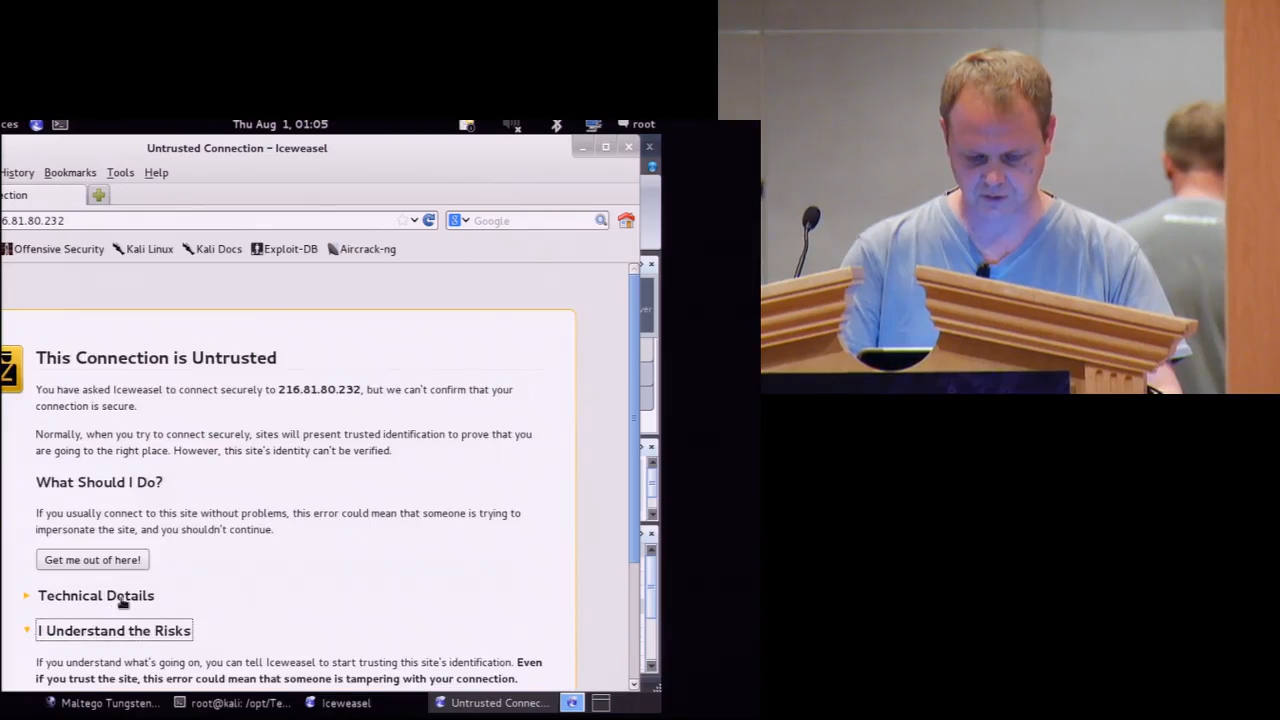 ces
Thu Aug 1, 01:05
root
Untrusted Connection – Iceweasel
History Bookmarks Tools Help
ction
6.81.80.232
Google
Offensive Security Kali Linux Kali Docs Exploit-DB Aircrack-ng
ver
This Connection is Untrusted
You have asked Iceweasel to connect securely to 216.81.80.232, but we can't confirm that your
connection is secure.
Normally, when you try to connect securely, sites will present trusted identification to prove that you
are going to the right place. However, this site's identity can't be verified.
What Should I Do?
If you usually connect to this site without problems, this error could mean that someone is trying to
impersonate the site, and you shouldn't continue.
Get me out of here!
Technical Details
I Understand the Risks
If you understand what's going on, you can tell Iceweasel to start trusting this site's identification. Even
if you trust the site, this error could mean that someone is tampering with your connection.
Maltego Tungsten... root@kali: /opt/Te... Iceweasel Untrusted Connec...